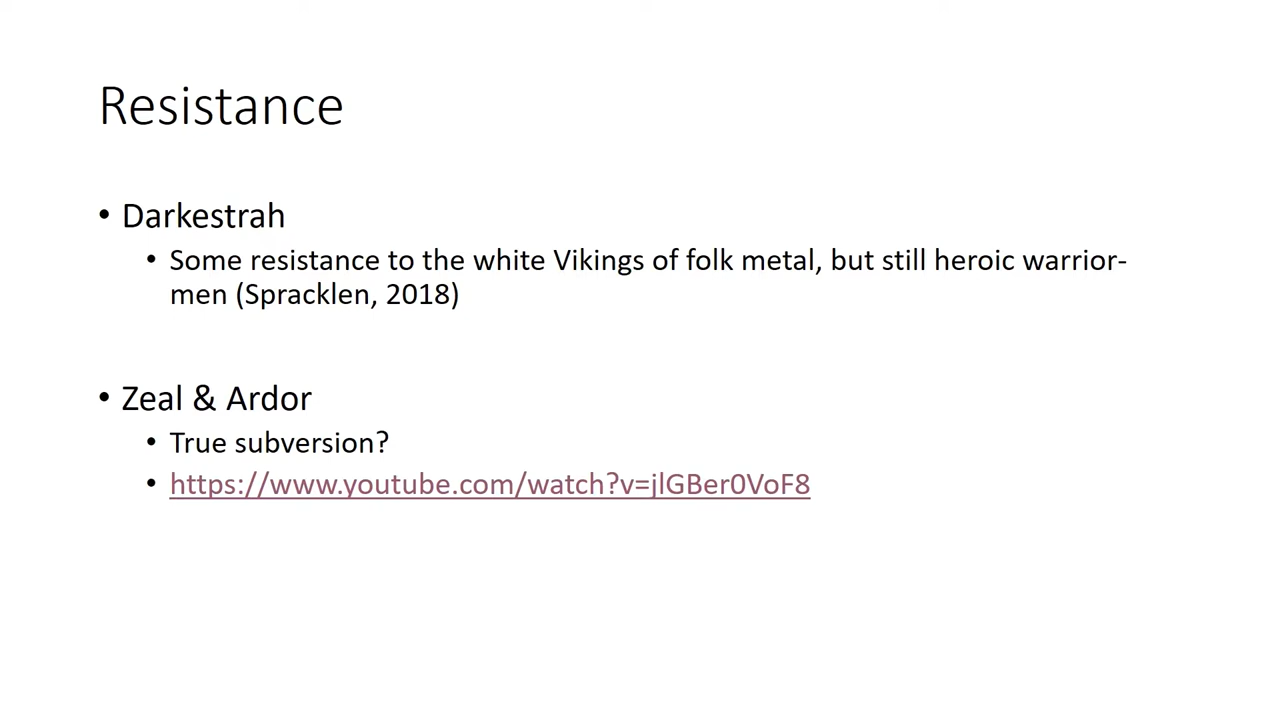 Resistance
• Darkestrah
• Some resistance to the white Vikings of folk metal, but still heroic warrior-
men (Spracklen, 2018)
• Zeal & Ardor
• True subversion?
• https://www.youtube.com/watch?v=jlGBer0VoF8